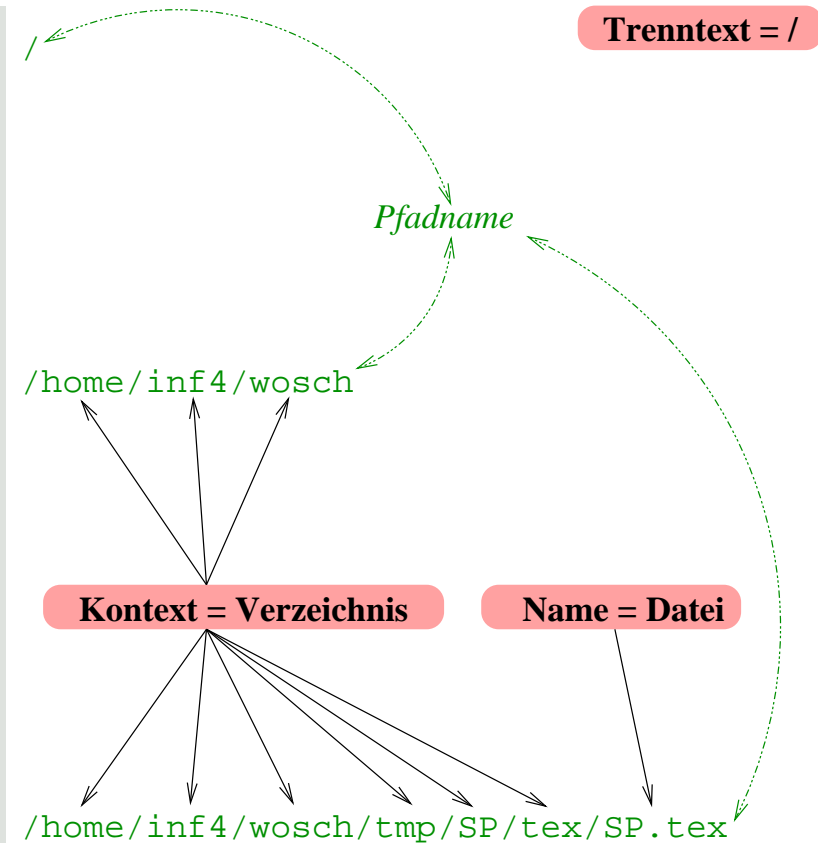 Trenntext = /
/
Pfadname
/home/inf4/wosch
Kontext = Verzeichnis
Name = Datei
/home/inf4/wosch/tmp/SP/tex/SP.tex